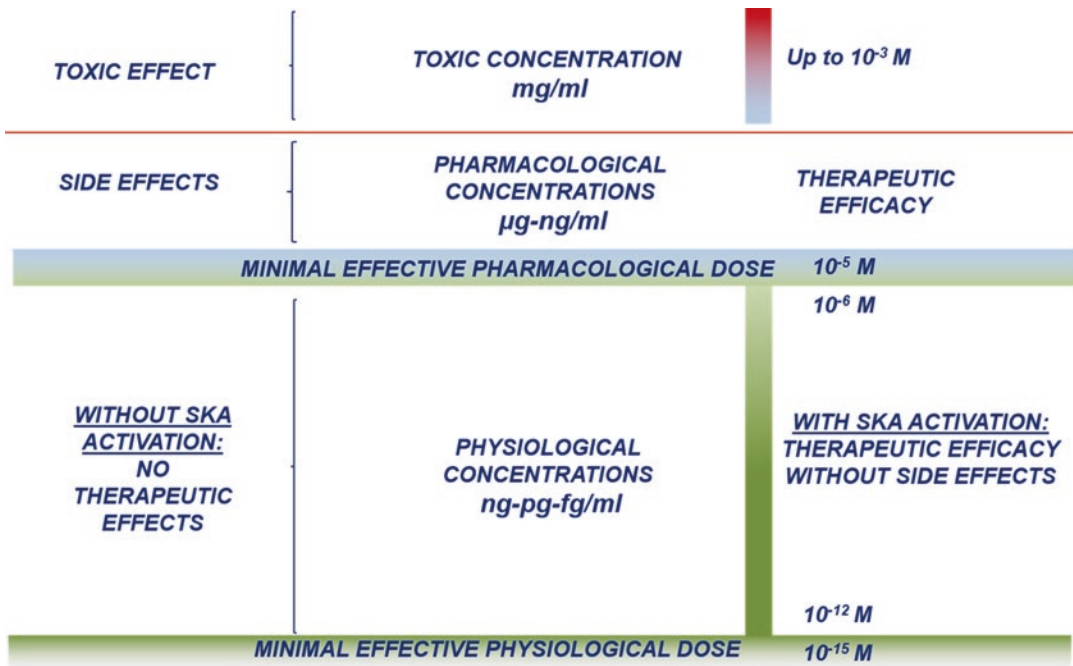 TOXIC EFFECT
TOXIC CONCENTRATION
mg/ml
Up to 10⁻³ M
SIDE EFFECTS
PHARMACOLOGICAL
CONCENTRATIONS
µg-ng/ml
THERAPEUTIC
EFFICACY
MINIMAL EFFECTIVE PHARMACOLOGICAL DOSE 10⁻⁵ M
10⁻⁶ M
WITHOUT SKA
ACTIVATION:
NO
THERAPEUTIC
EFFECTS
PHYSIOLOGICAL
CONCENTRATIONS
ng-pg-fg/ml
WITH SKA ACTIVATION:
THERAPEUTIC EFFICACY
WITHOUT SIDE EFFECTS
10⁻¹² M
MINIMAL EFFECTIVE PHYSIOLOGICAL DOSE 10⁻¹⁵ M